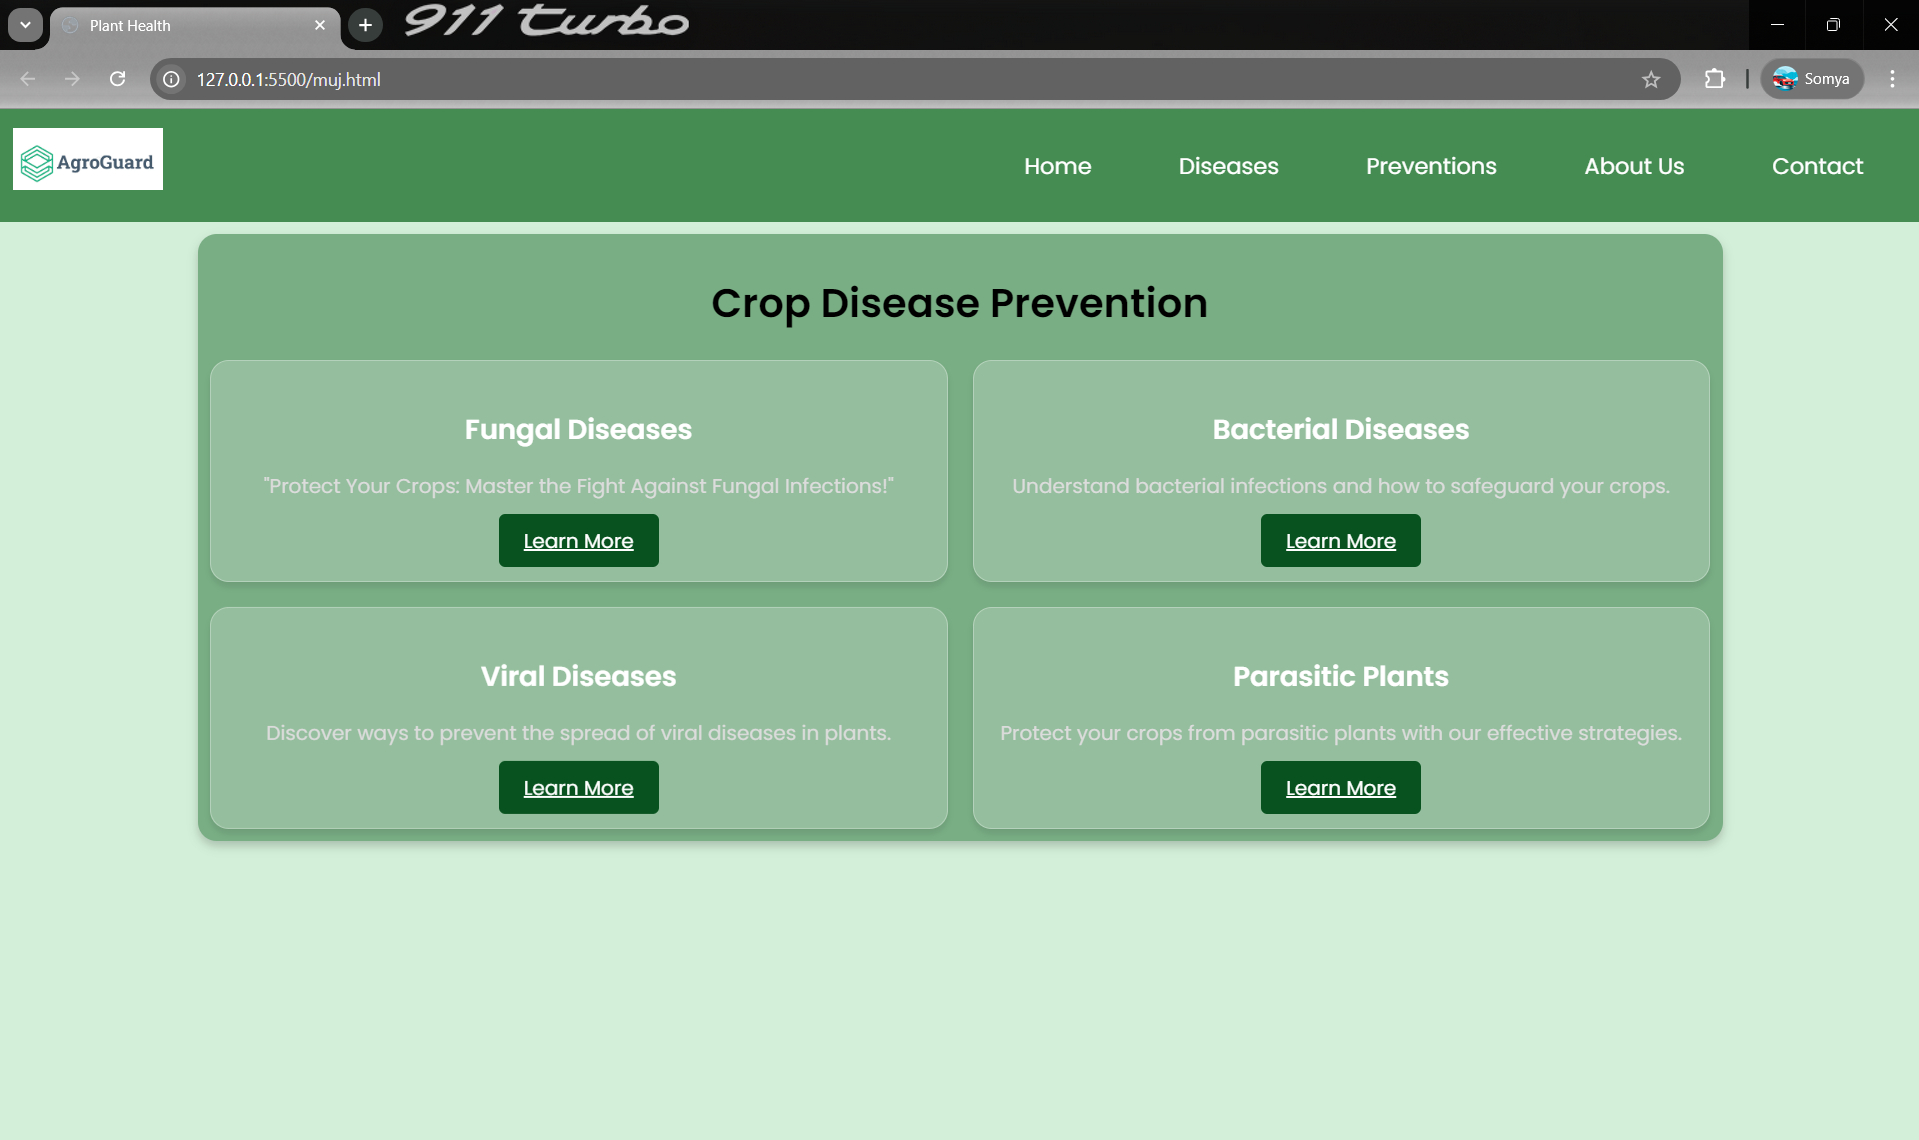 Plant Health
911 turbo
127.0.0.1:5500/muj.html
Somya
AgroGuard
Home Diseases Preventions About Us Contact
Crop Disease Prevention
Fungal Diseases
"Protect Your Crops: Master the Fight Against Fungal Infections!"
Learn More
Bacterial Diseases
Understand bacterial infections and how to safeguard your crops.
Learn More
Viral Diseases
Discover ways to prevent the spread of viral diseases in plants.
Learn More
Parasitic Plants
Protect your crops from parasitic plants with our effective strategies.
Learn More